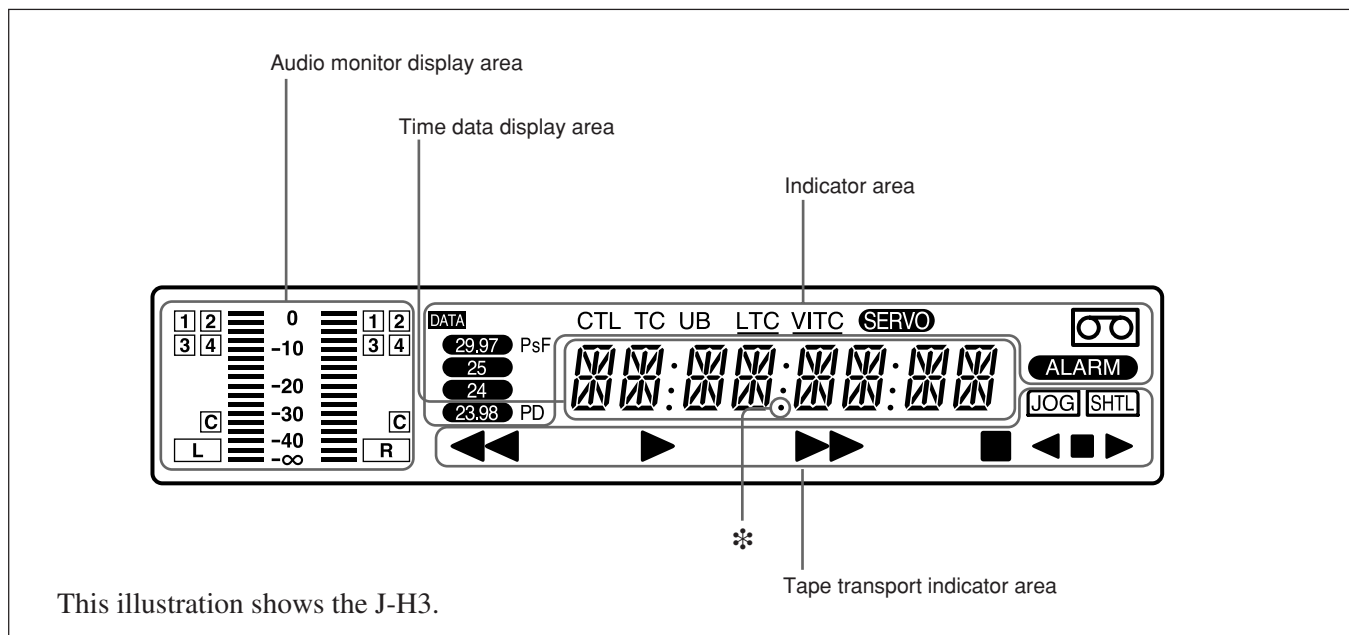 Audio monitor display area
Time data display area
Indicator area
1 2
3 4
C
L
0
-10
-20
-30
-40
-∞
1 2
3 4
C
R
DATA
29.97 PsF
25
24
23.98 PD
CTL TC UB LTC VITC SERVO
ALARM
JOG SHTL
✻
Tape transport indicator area
This illustration shows the J-H3.